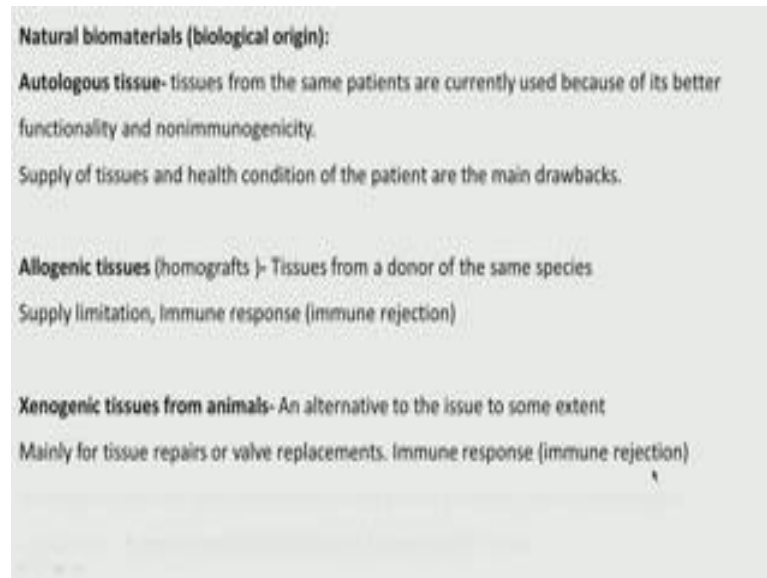 Natural biomaterials (biological origin):
Autologous tissue- tissues from the same patients are currently used because of its better
functionality and nonimmunogenicity.
Supply of tissues and health condition of the patient are the main drawbacks.
Allogenic tissues (homografts )- Tissues from a donor of the same species
Supply limitation, Immune response (immune rejection)
Xenogenic tissues from animals- An alternative to the issue to some extent
Mainly for tissue repairs or valve replacements. Immune response (immune rejection)